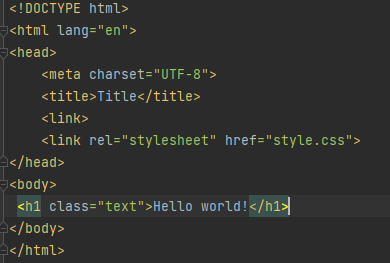 <!DOCTYPE html>
<html lang="en">
<head>
    <meta charset="UTF-8">
    <title>Title</title>
    <link>
    <link rel="stylesheet" href="style.css">
</head>
<body>
 <h1 class="text">Hello world!</h1>
</body>
</html>